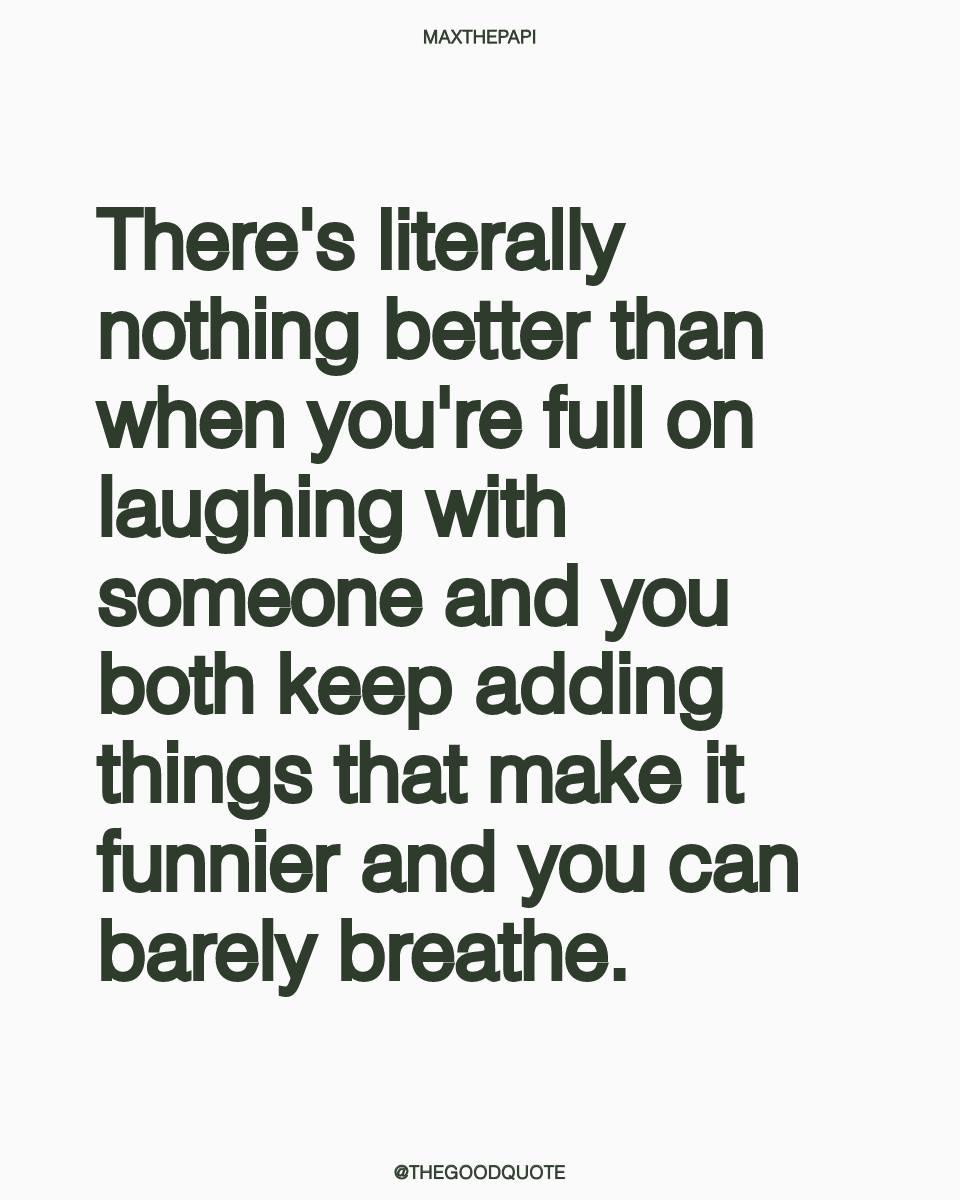 MAXTHEPAPI
There's literally
nothing better than
when you're full on
laughing with
someone and you
both keep adding
things that make it
funnier and you can
barely breathe.
@THEGOODQUOTE